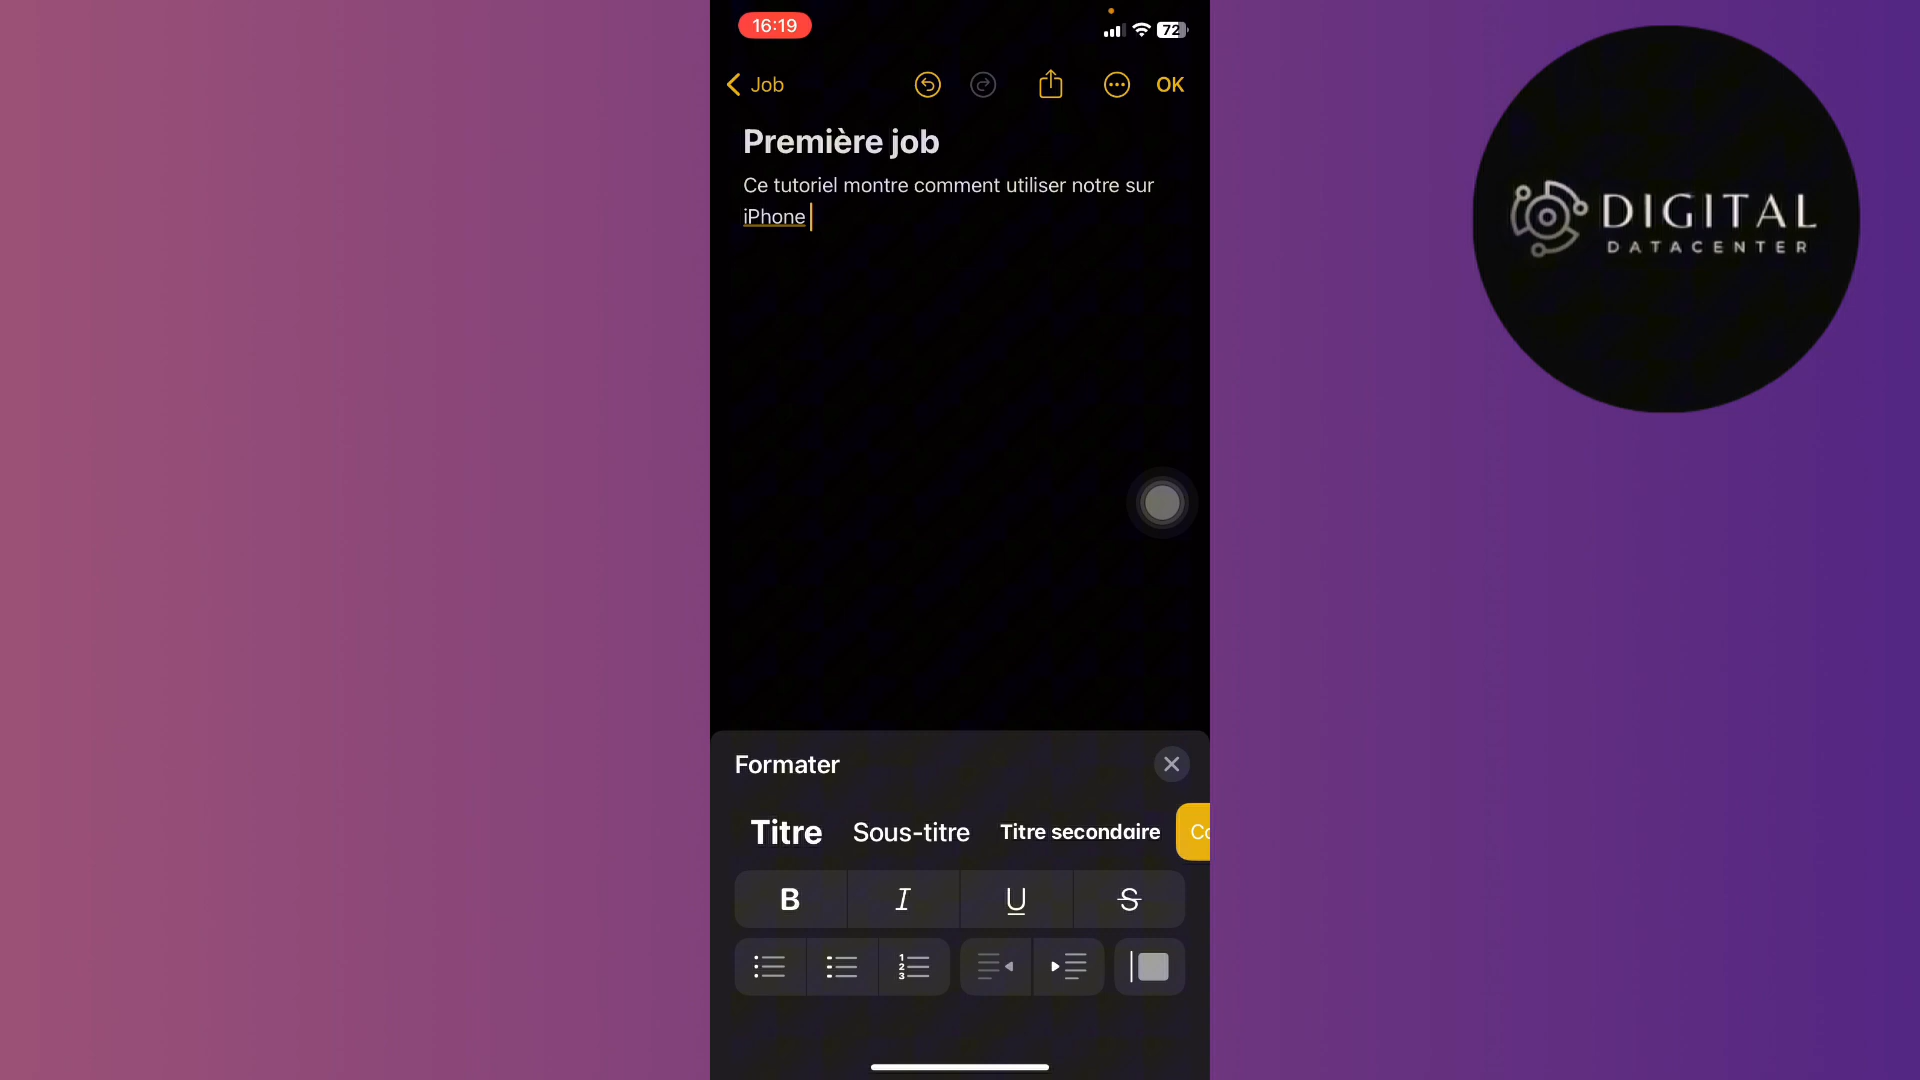 16:19
72
Job
OK
DIGITAL
DATACENTER
Première job
Ce tutoriel montre comment utiliser notre sur
iPhone
Formater
Titre Sous-titre Titre secondaire
B I U S